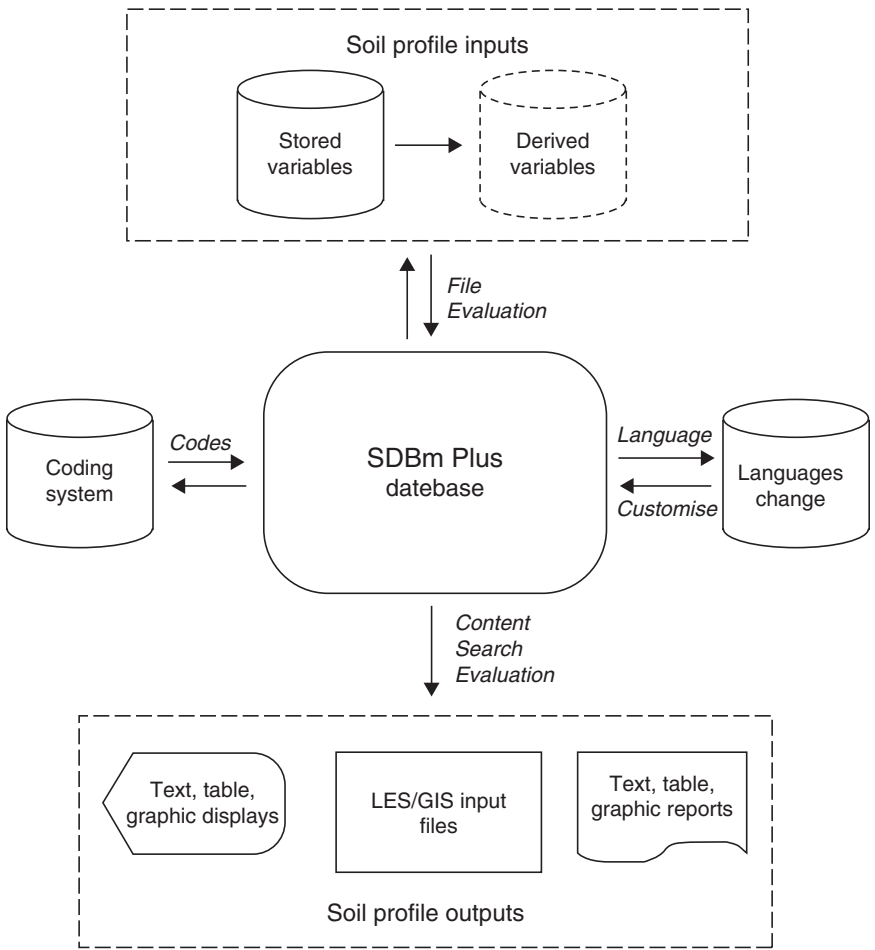 Soil profile inputs
Stored
variables
Derived
variables
File
Evaluation
Coding
system
Codes
SDBm Plus
datebase
Language
Customise
Languages
change
Content
Search
Evaluation
Text, table,
graphic displays
LES/GIS input
files
Text, table,
graphic reports
Soil profile outputs